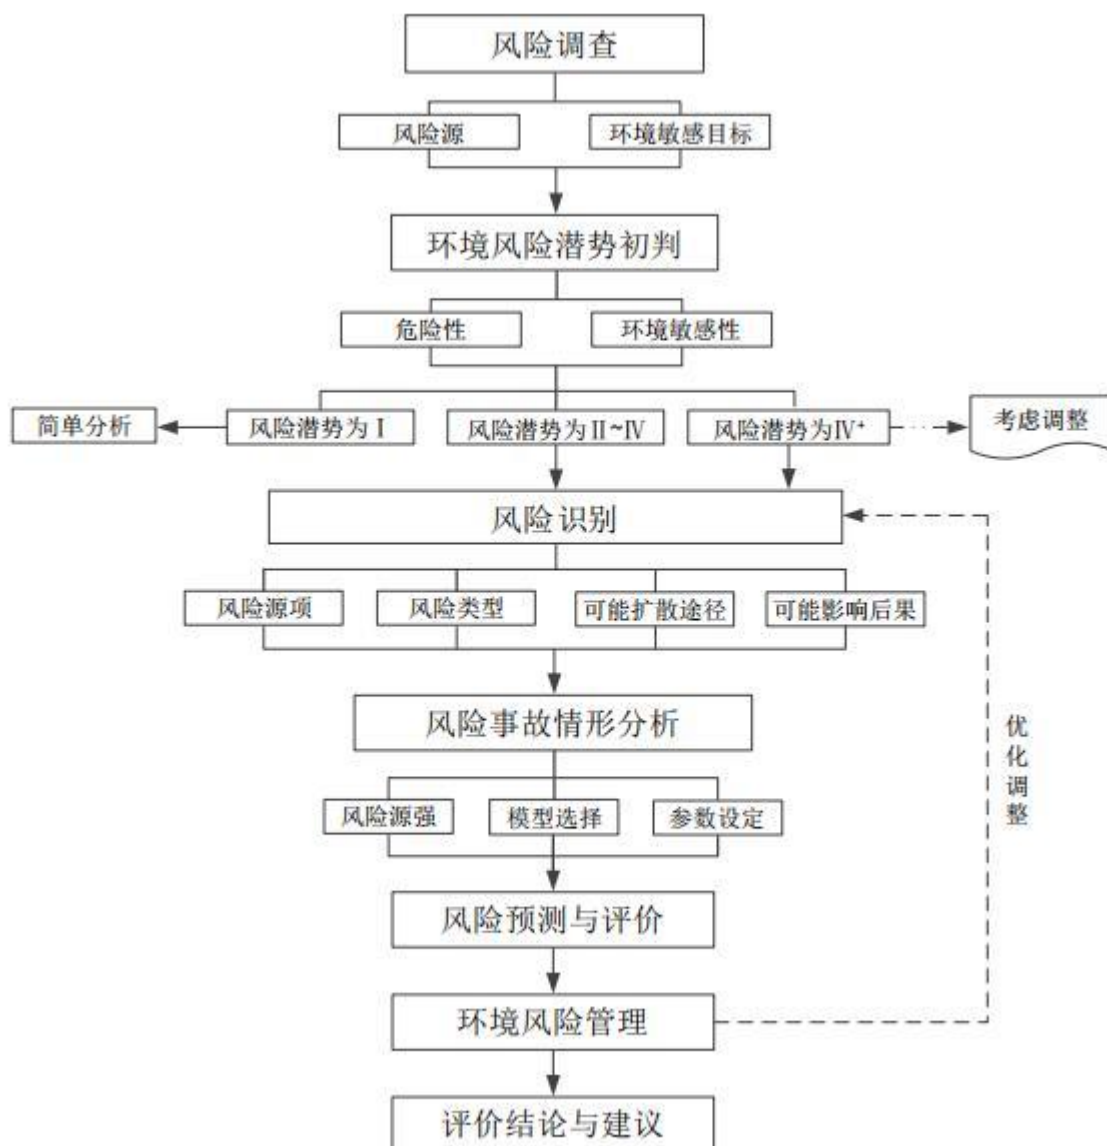 风险调查
风险源
环境敏感目标
环境风险潜势初判
危险性
环境敏感性
简单分析
风险潜势为Ⅰ
风险潜势为Ⅱ~Ⅳ
风险潜势为Ⅳ⁺
考虑调整
风险识别
风险源项
风险类型
可能扩散途径
可能影响后果
风险事故情形分析
风险源强
模型选择
参数设定
优化调整
风险预测与评价
环境风险管理
评价结论与建议